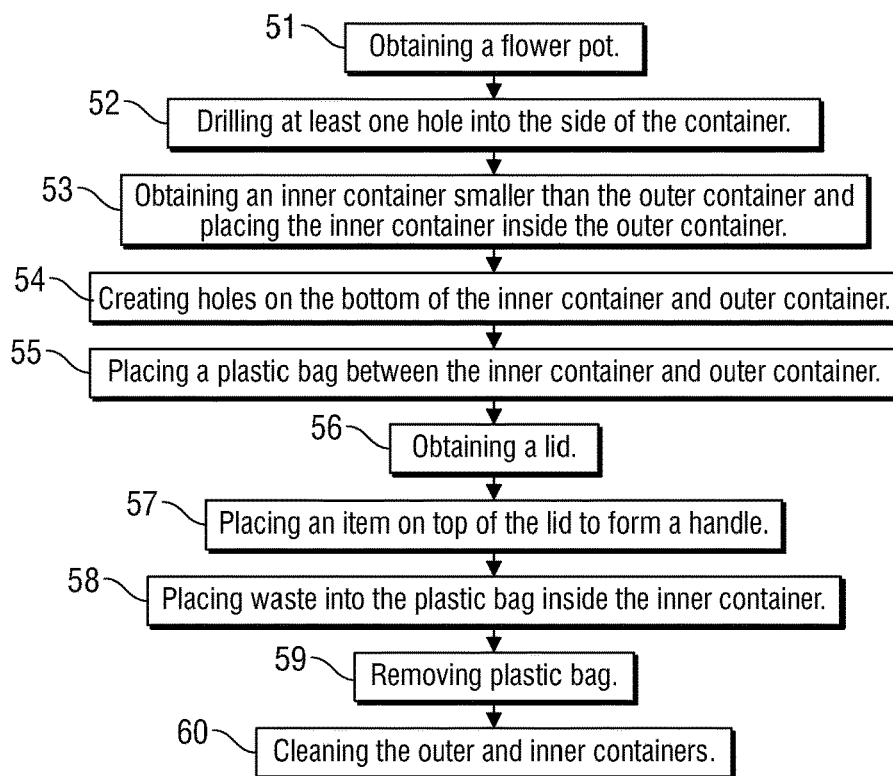 51
Obtaining a flower pot.
52
Drilling at least one hole into the side of the container.
53
Obtaining an inner container smaller than the outer container and
placing the inner container inside the outer container.
54
Creating holes on the bottom of the inner container and outer container.
55
Placing a plastic bag between the inner container and outer container.
56
Obtaining a lid.
57
Placing an item on top of the lid to form a handle.
58
Placing waste into the plastic bag inside the inner container.
59
Removing plastic bag.
60
Cleaning the outer and inner containers.